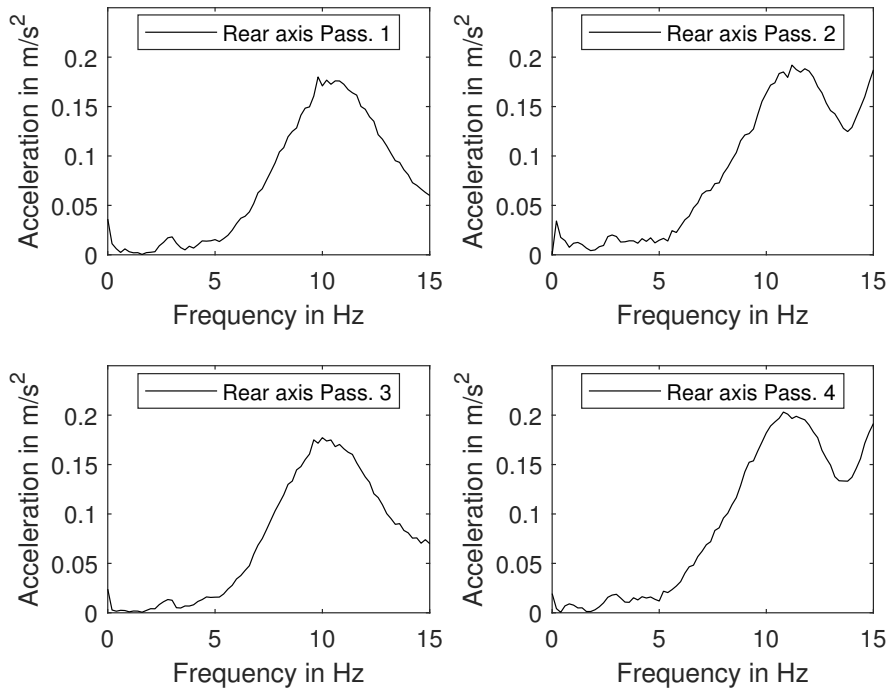 Rear axis Pass. 1
Acceleration in m/s²
0.2
0.15
0.1
0.05
0
0 5 10 15
Frequency in Hz
Rear axis Pass. 2
Acceleration in m/s²
0.2
0.15
0.1
0.05
0
0 5 10 15
Frequency in Hz
Rear axis Pass. 3
Acceleration in m/s²
0.2
0.15
0.1
0.05
0
0 5 10 15
Frequency in Hz
Rear axis Pass. 4
Acceleration in m/s²
0.2
0.15
0.1
0.05
0
0 5 10 15
Frequency in Hz